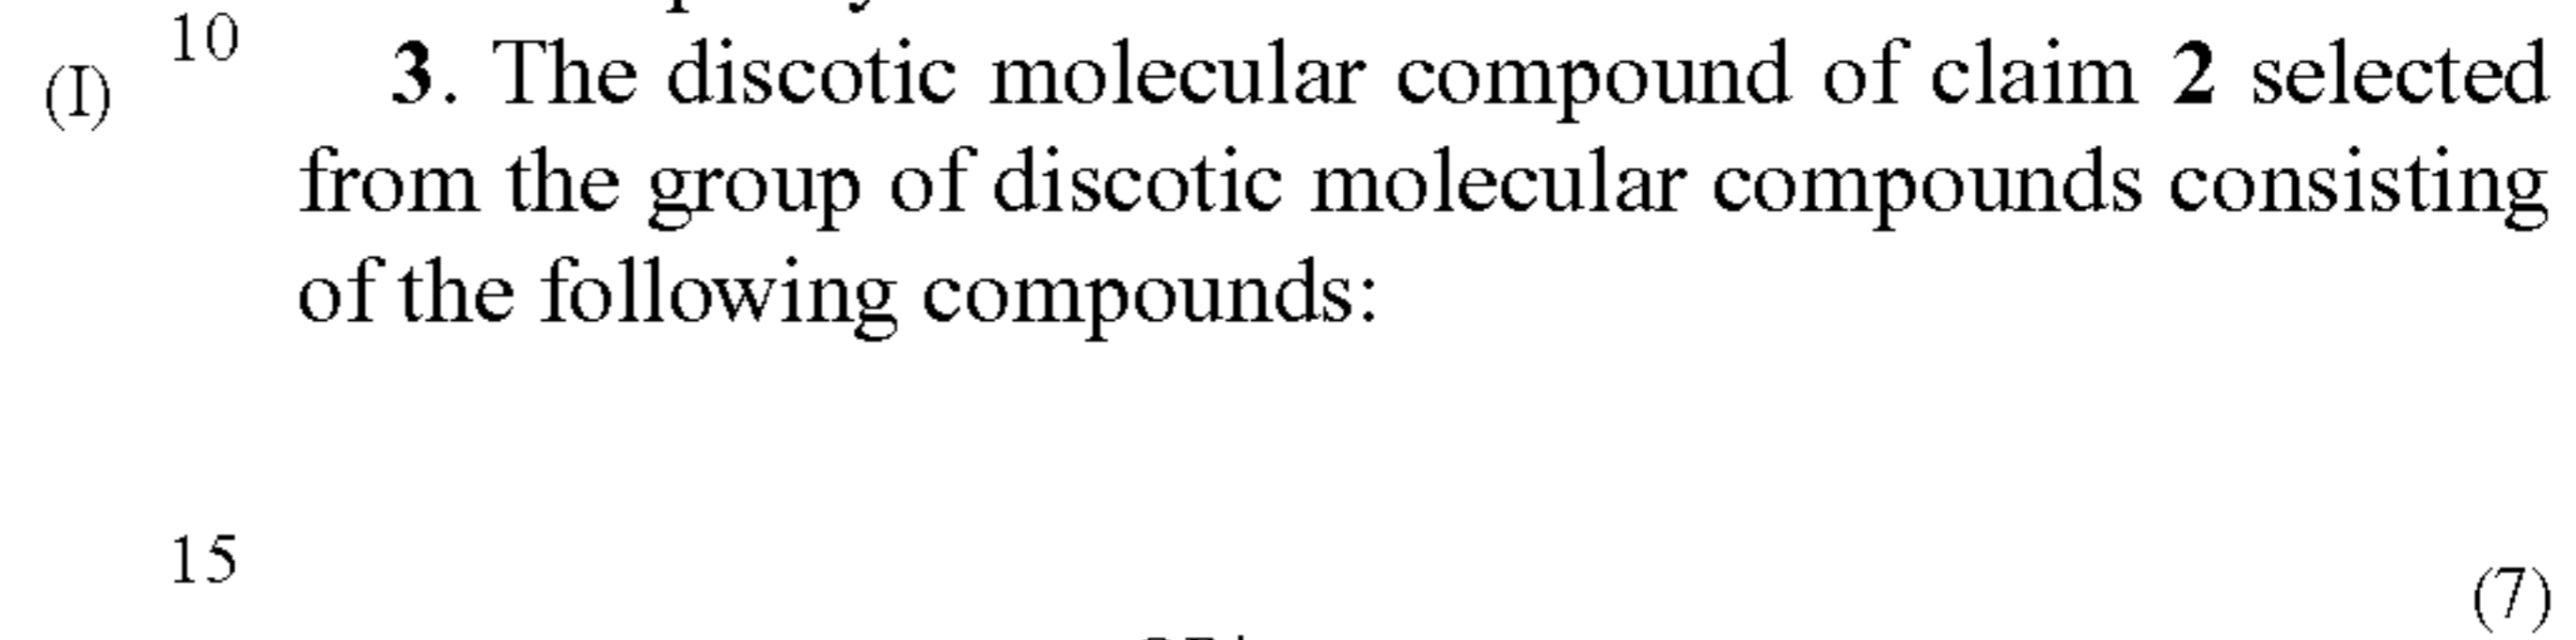 10
(I)
3. The discotic molecular compound of claim 2 selected
from the group of discotic molecular compounds consisting
of the following compounds:
15
(7)